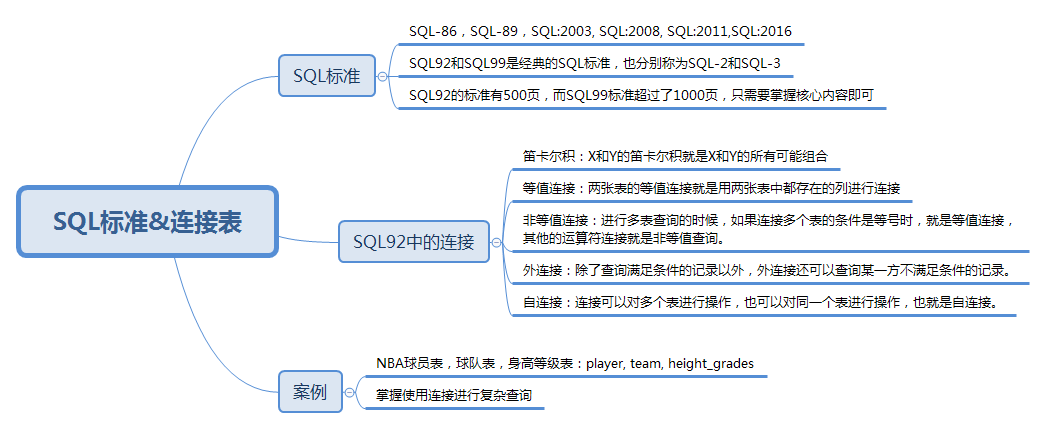 SQL标准&连接表
SQL标准
SQL-86，SQL-89，SQL:2003, SQL:2008, SQL:2011,SQL:2016
SQL92和SQL99是经典的SQL标准，也分别称为SQL-2和SQL-3
SQL92的标准有500页，而SQL99标准超过了1000页，只需要掌握核心内容即可
SQL92中的连接
笛卡尔积：X和Y的笛卡尔积就是X和Y的所有可能组合
等值连接：两张表的等值连接就是用两张表中都存在的列进行连接
非等值连接：进行多表查询的时候，如果连接多个表的条件是等号时，就是等值连接，
其他的运算符连接就是非等值查询。
外连接：除了查询满足条件的记录以外，外连接还可以查询某一方不满足条件的记录。
自连接：连接可以对多个表进行操作，也可以对同一个表进行操作，也就是自连接。
案例
NBA球员表，球队表，身高等级表：player, team, height_grades
掌握使用连接进行复杂查询